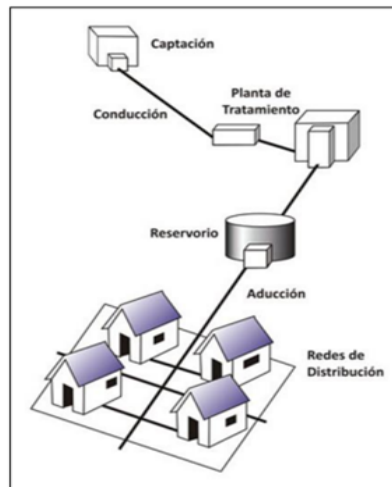 Captación
Planta de
Tratamiento
Conducción
Reservorio
Aducción
Redes de
Distribución